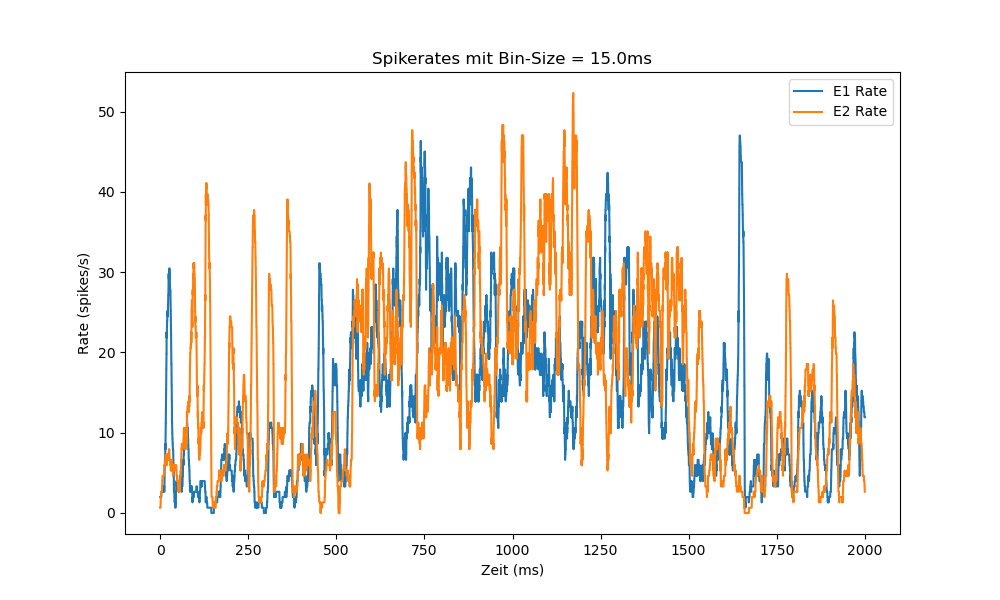 Spikerates mit Bin-Size = 15.0ms
E1 Rate
E2 Rate
Rate (spikes/s)
50
40
30
20
10
0
0 250 500 750 1000 1250 1500 1750 2000
Zeit (ms)